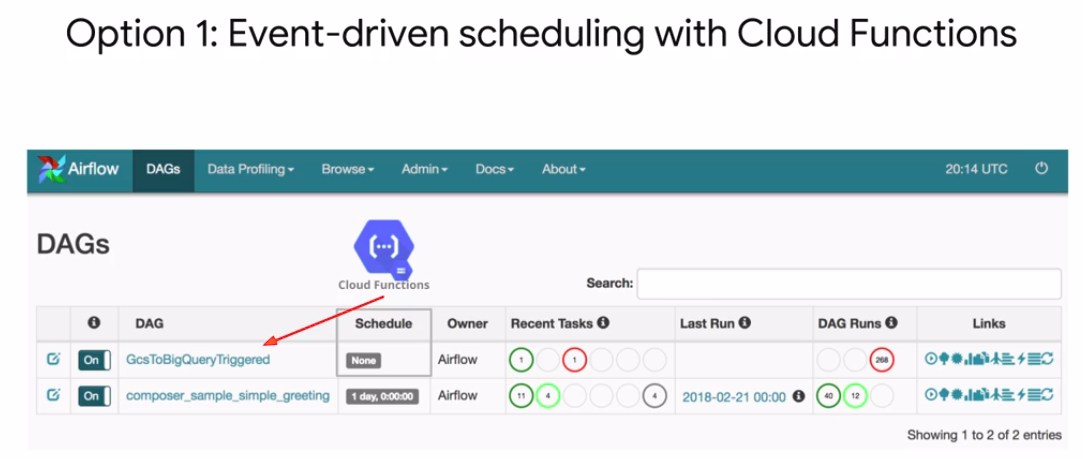 Option 1: Event-driven scheduling with Cloud Functions
Airflow DAGs Data Profiling Browse Admin Docs About 20:14 UTC
DAGs
Cloud Functions
Search:
DAG Schedule Owner Recent Tasks DAG Runs Last Run Links
On GcsToBigQueryTriggered None Airflow 1 1 268
On composer_sample_simple_greeting 1 day, 0:00:00 Airflow 11 4 4 2018-02-21 00:00 40 12
Showing 1 to 2 of 2 entries